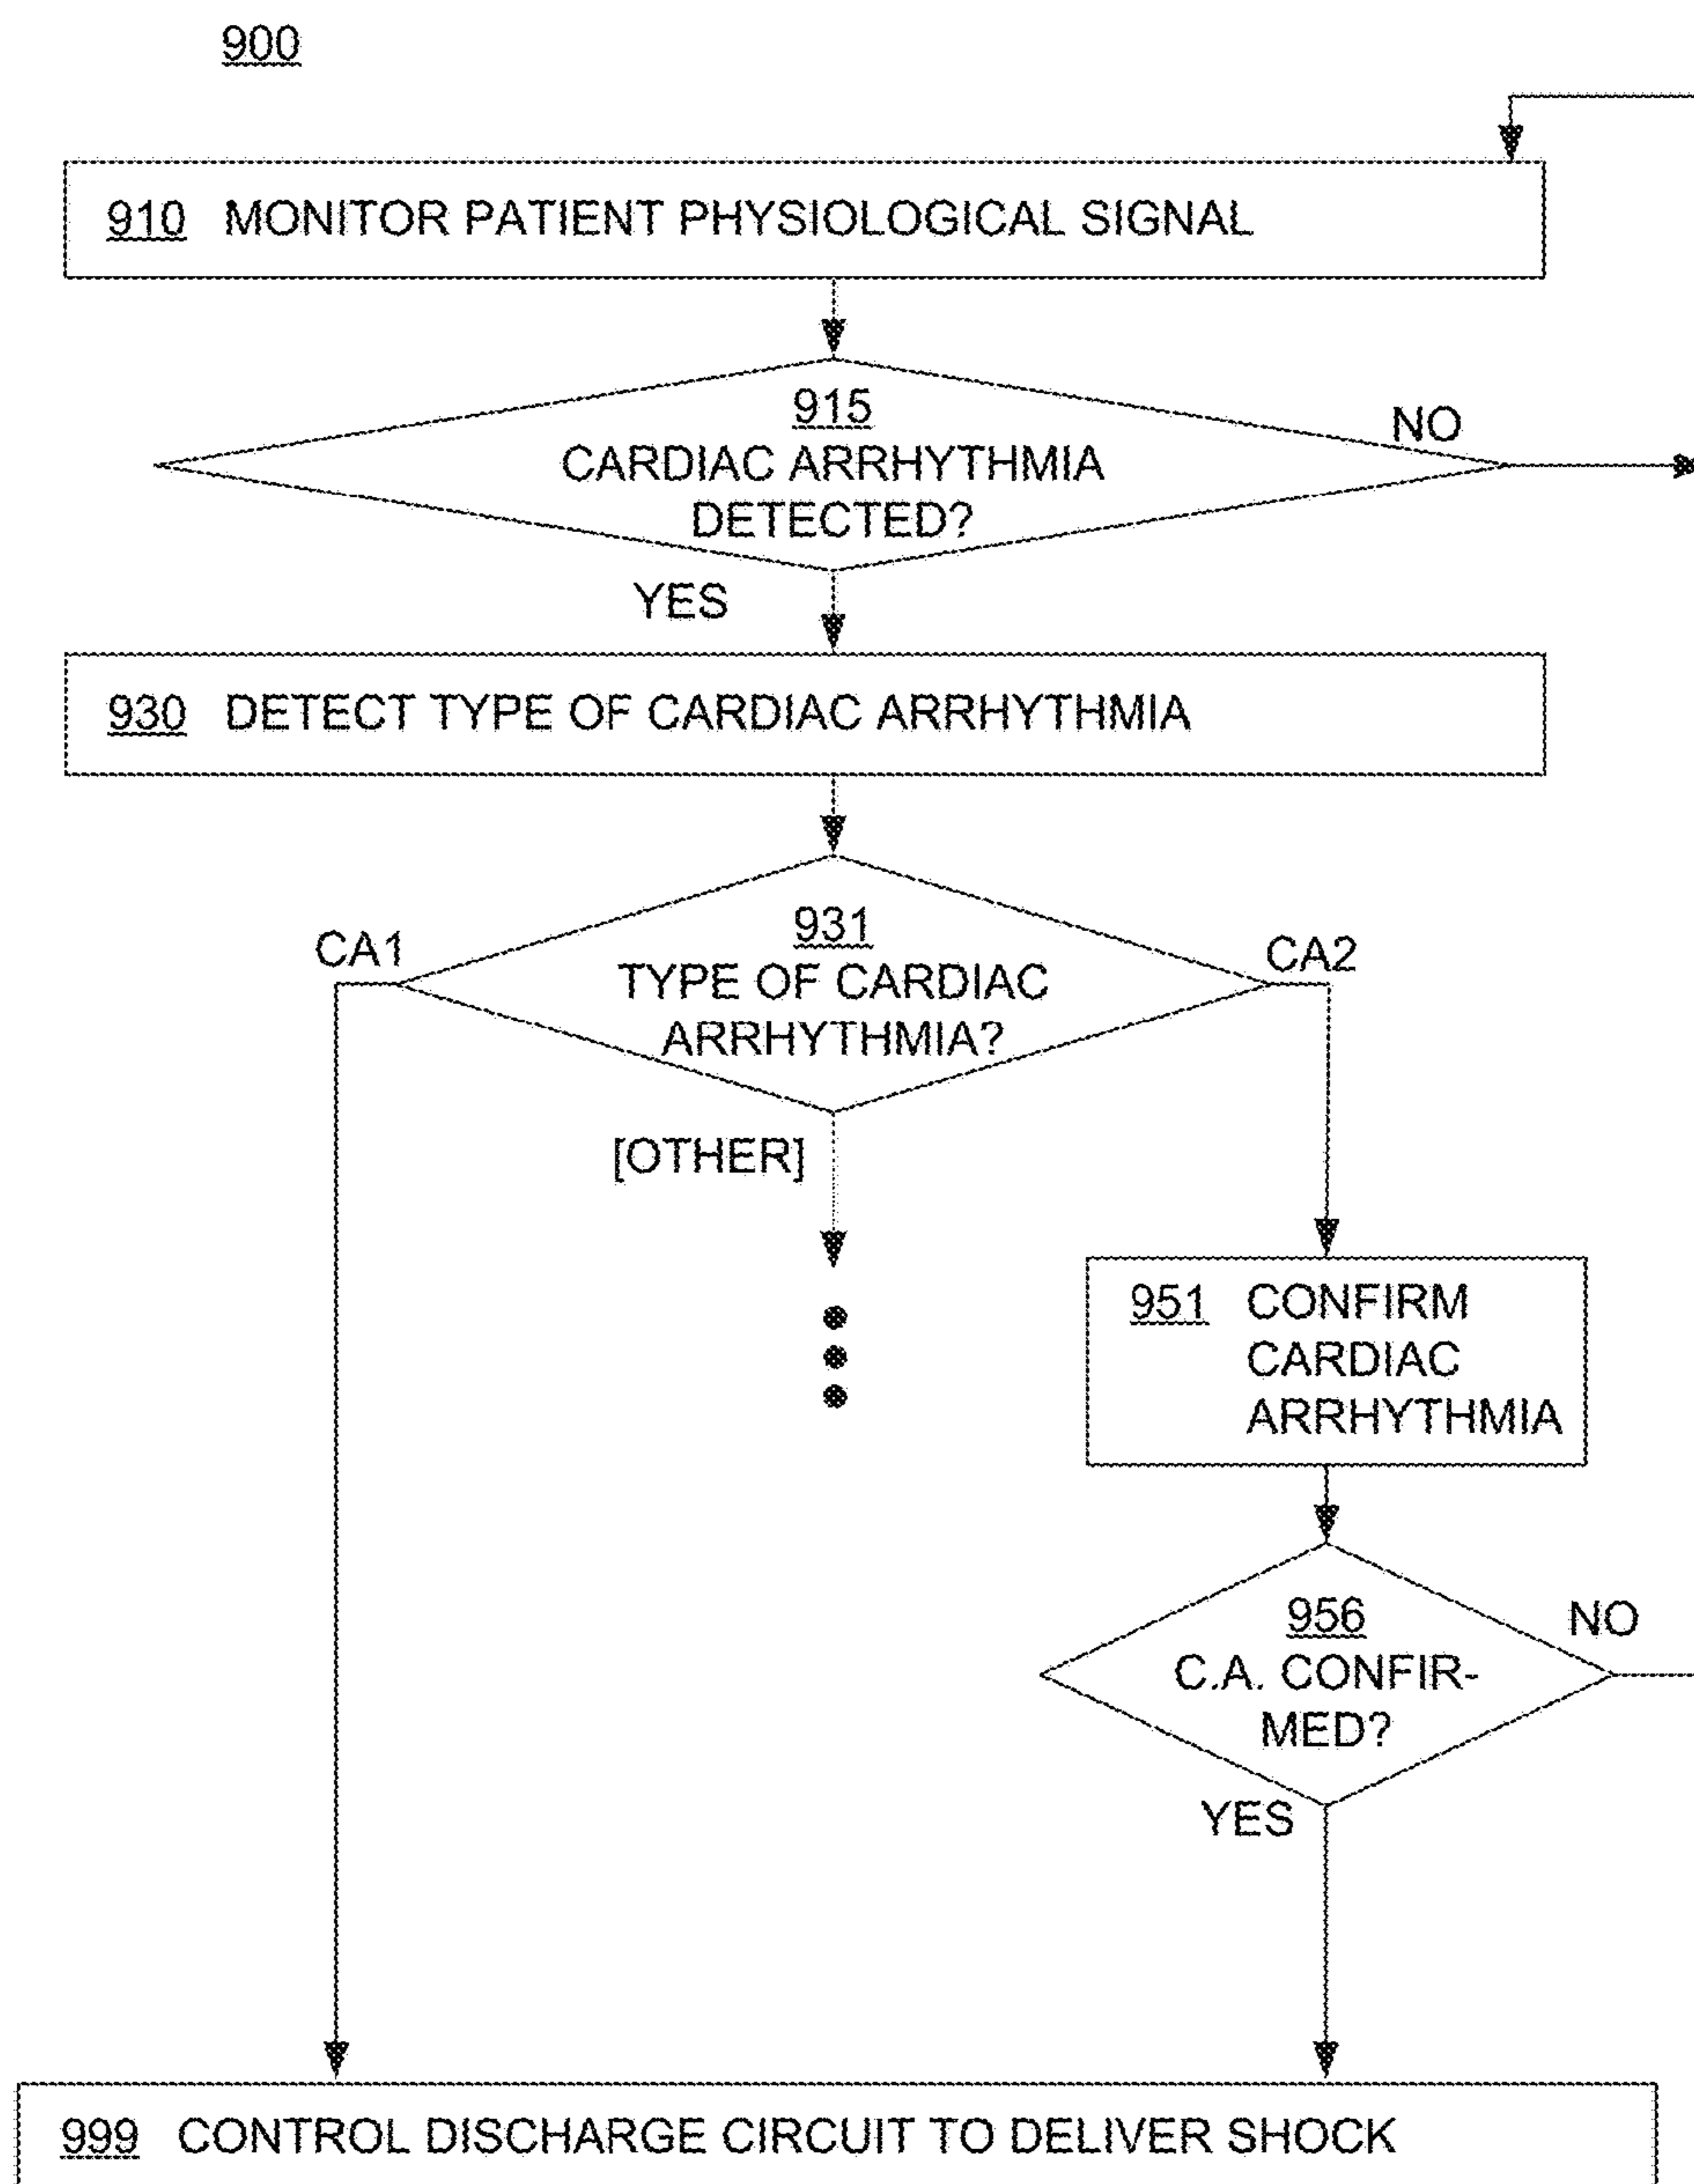 900
910 MONITOR PATIENT PHYSIOLOGICAL SIGNAL
915
CARDIAC ARRHYTHMIA
DETECTED?
NO
YES
930 DETECT TYPE OF CARDIAC ARRHYTHMIA
931
TYPE OF CARDIAC
ARRHYTHMIA?
CA1
CA2
[OTHER]
951 CONFIRM
CARDIAC
ARRHYTHMIA
956
C.A. CONFIR-
MED?
NO
YES
999 CONTROL DISCHARGE CIRCUIT TO DELIVER SHOCK